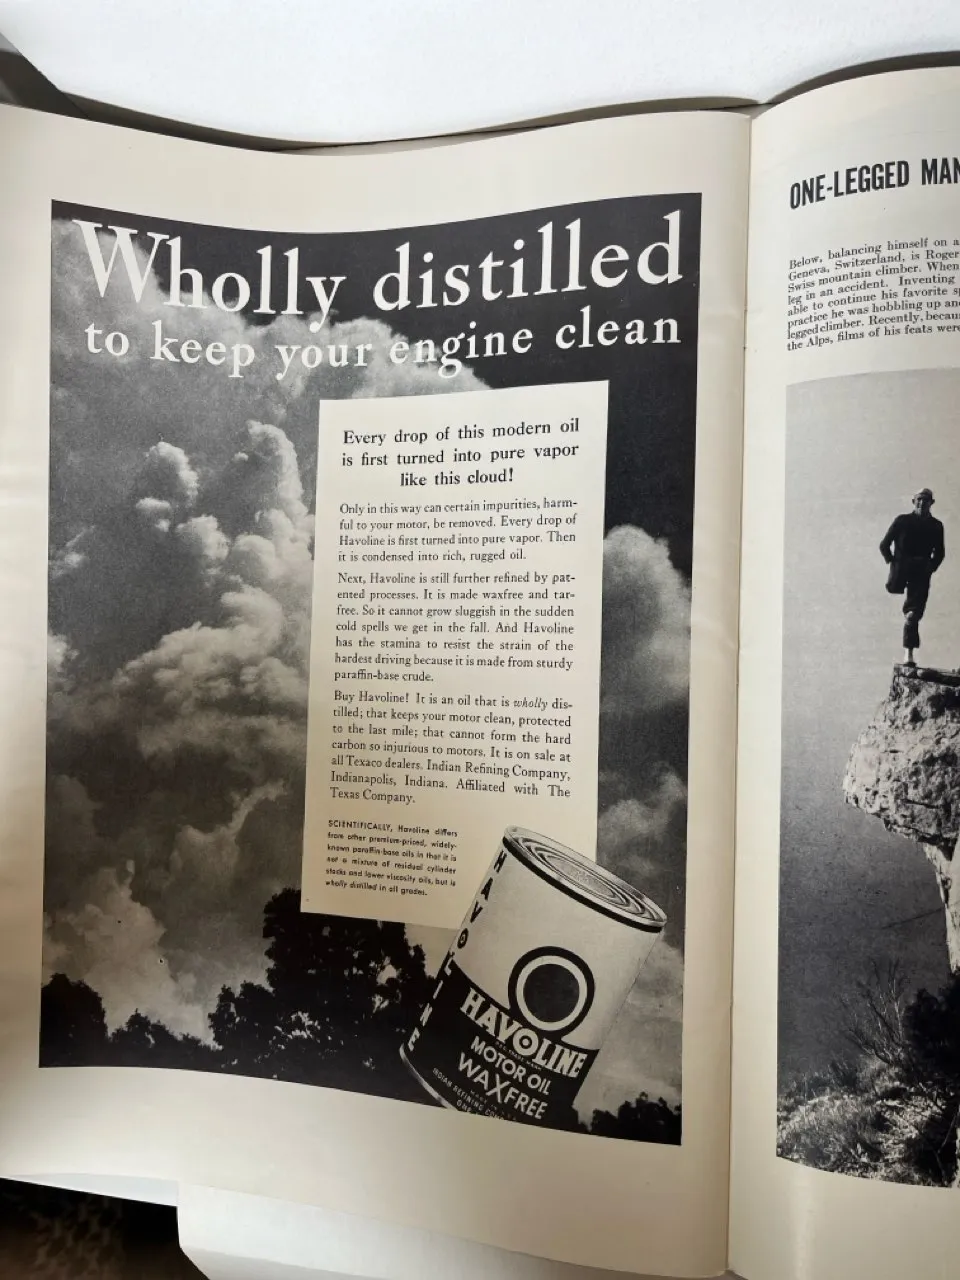 Wholly distilled
to keep your engine clean
Every drop of this modern oil
is first turned into pure vapor
like this cloud!
Only in this way can certain impurities, harm-
ful to your motor, be removed. Every drop of
Havoline is first turned into pure vapor. Then
it is condensed into rich, rugged oil.
Next, Havoline is still further refined by pat-
ented processes. It is made waxfree and tar-
free. So it cannot grow sluggish in the sudden
cold spells we get in the fall. And Havoline
has the stamina to resist the strain of the
hardest driving because it is made from sturdy
paraffin-base crude.
Buy Havoline! It is an oil that is wholly dis-
tilled; that keeps your motor clean, protected
to the last mile; that cannot form the hard
carbon so injurious to motors. It is on sale at
all Texaco dealers. Indian Refining Company,
Indianapolis, Indiana. Affiliated with The
Texas Company.
SCIENTIFICALLY, Havoline differs
from other premium-priced, widely-
known paraffin-base oils in that it is
not a mixture of residual cylinder
stocks and lower viscosity oils, but is
wholly distilled in all grades.
HAVOLINE
HAVOLINE
MOTOR OIL
WAXFREE
INDIAN REFINING
ONE-LEGGED MAN
Below, balancing himself on a
Geneva, Switzerland, is Roger
Swiss mountain climber. When
leg in an accident. Inventing
able to continue his favorite
practice he was hobbling up and
legged climber. Recently,
the Alps, films of his feats were